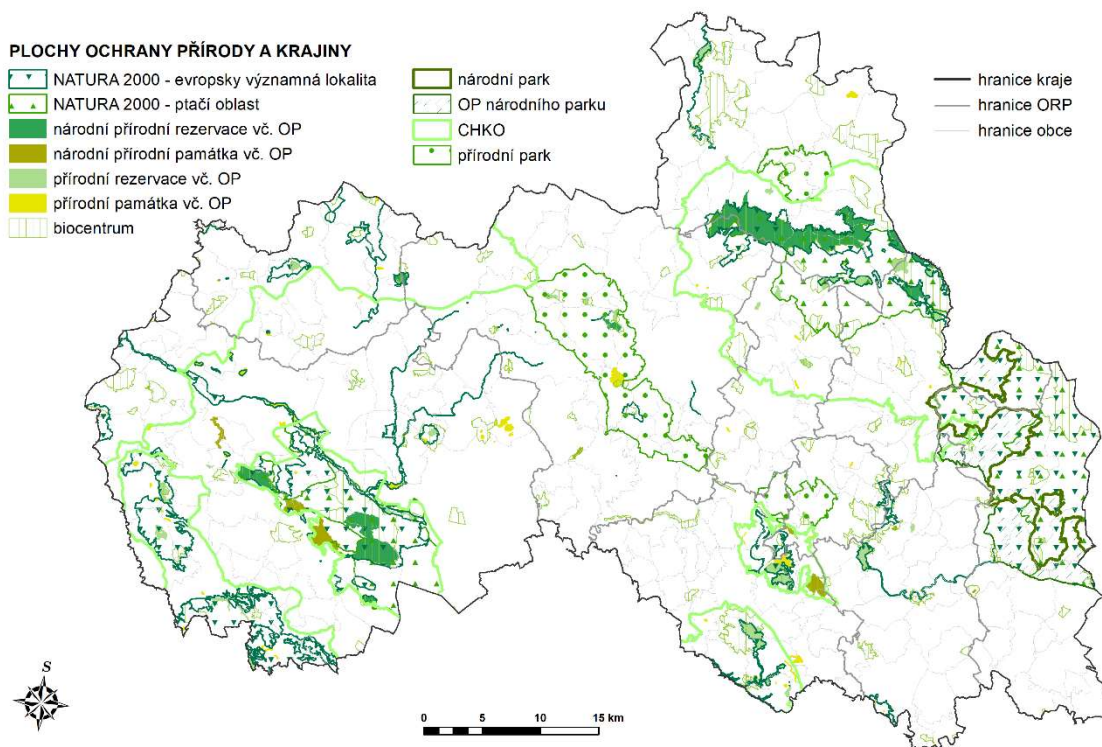 PLOCHY OCHRANY PŘÍRODY A KRAJINY
NATURA 2000 - evropsky významná lokalita
NATURA 2000 - ptačí oblast
národní přírodní rezervace vč. OP
národní přírodní památka vč. OP
přírodní rezervace vč. OP
přírodní památka vč. OP
biocentrum
národní park
OP národního parku
CHKO
přírodní park
hranice kraje
hranice ORP
hranice obce
S
0 5 10 15 km